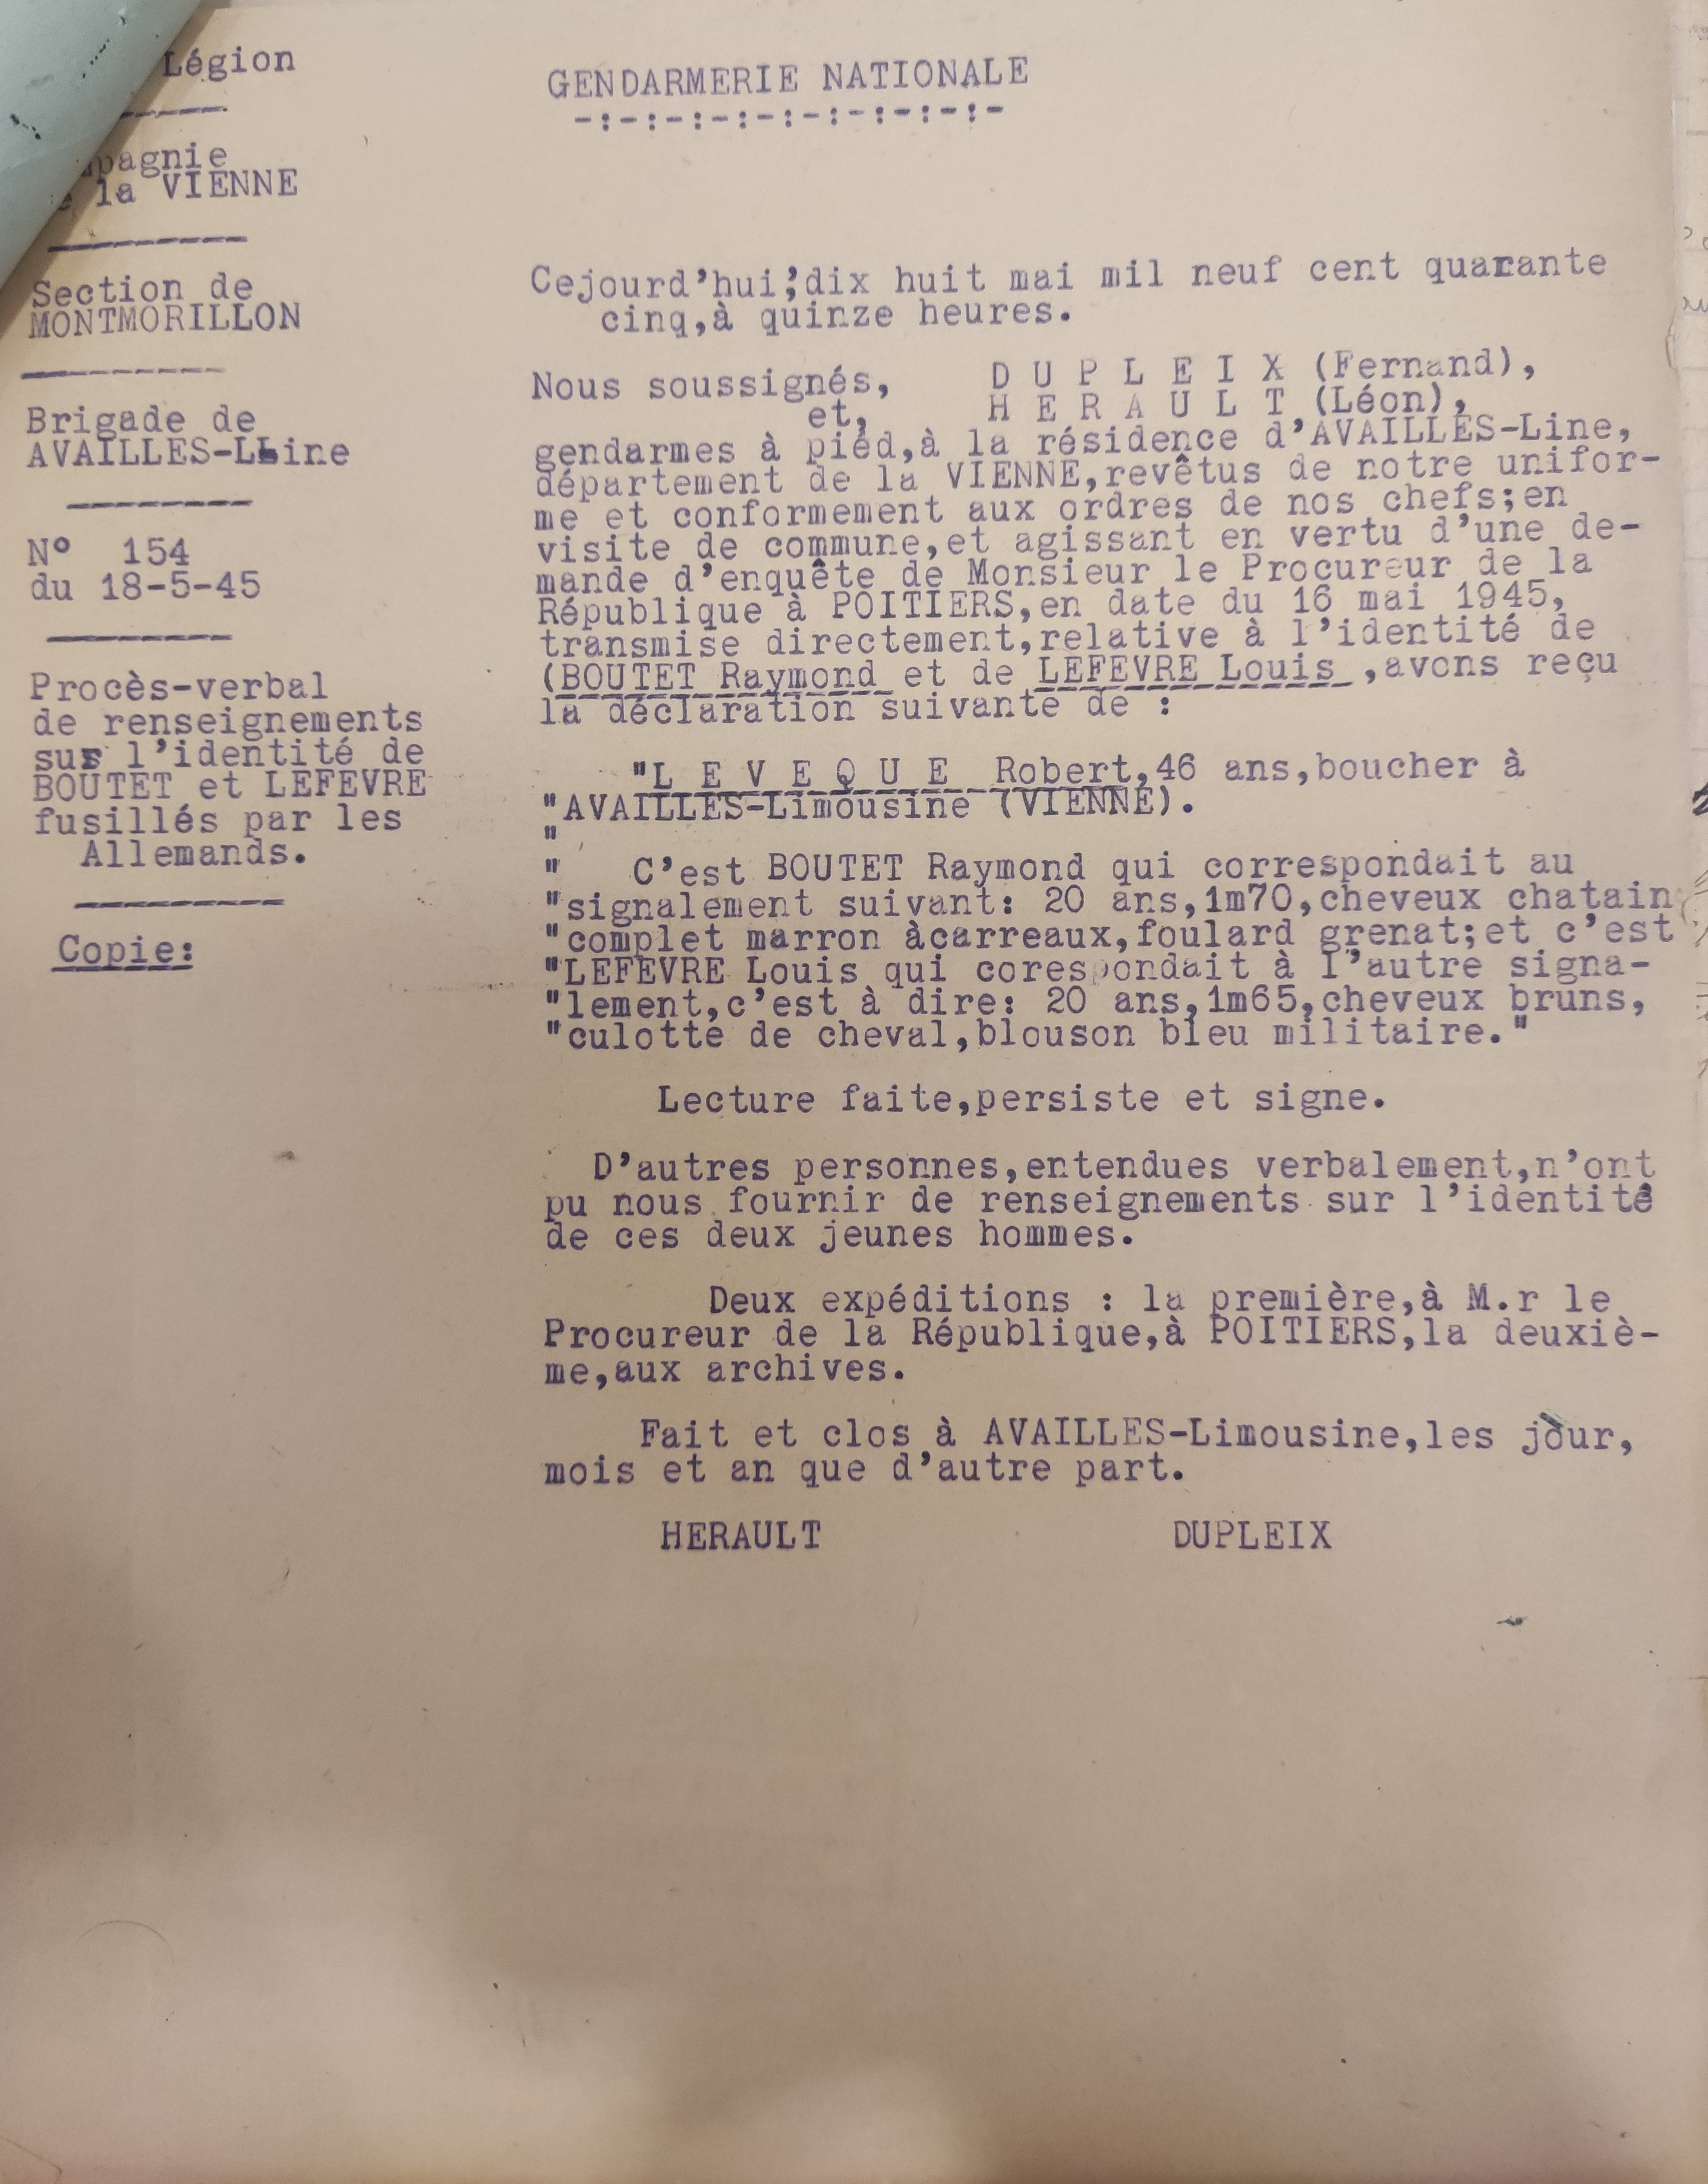 Légion
la VIENNE
Section de
MONTMORILLON
Brigade de
AVAILLES-LLine
N° 154
du 18-5-45
Procès-verbal
de renseignements
sur l'identité de
BOUTET et LEFEVRE
fusillés par les
Allemands.
Copie:
GENDARMERIE NATIONALE
-:-:-:-:-:-:-:-:-:-
Cejourd'hui;dix huit mai mil neuf cent quarante
cinq,à quinze heures.
Nous soussignés, D U P L E I X (Fernand),
et, H E R A U L T (Léon),
gendarmes à pied,à la résidence d'AVAILLES-Line,
département de la VIENNE,revêtus de notre unifor-
me et conformement aux ordres de nos chefs;en
visite de commune,et agissant en vertu d'une de-
mande d'enquête de Monsieur le Procureur de la
République à POITIERS,en date du 16 mai 1945,
transmise directement,relative à l'identité de
(BOUTET Raymond et de LEFEVRE Louis ,avons reçu
la déclaration suivante de :
"L E V E Q U E Robert,46 ans,boucher à
"AVAILLES-Limousine (VIENNE).
"
" C'est BOUTET Raymond qui correspondait au
"signalement suivant: 20 ans,1m70,cheveux chatain
"complet marron àcarreaux,foulard grenat;et c'est
"LEFEVRE Louis qui corespondait à l'autre signa-
"lement,c'est à dire: 20 ans,1m65,cheveux bruns,
"culotte de cheval,blouson bleu militaire."
Lecture faite,persiste et signe.
D'autres personnes,entendues verbalement,n'ont
pu nous fournir de renseignements sur l'identité
de ces deux jeunes hommes.
Deux expéditions : la première,à M.r le
Procureur de la République,à POITIERS,la deuxiè-
me,aux archives.
Fait et clos à AVAILLES-Limousine,les jour,
mois et an que d'autre part.
HERAULT DUPLEIX